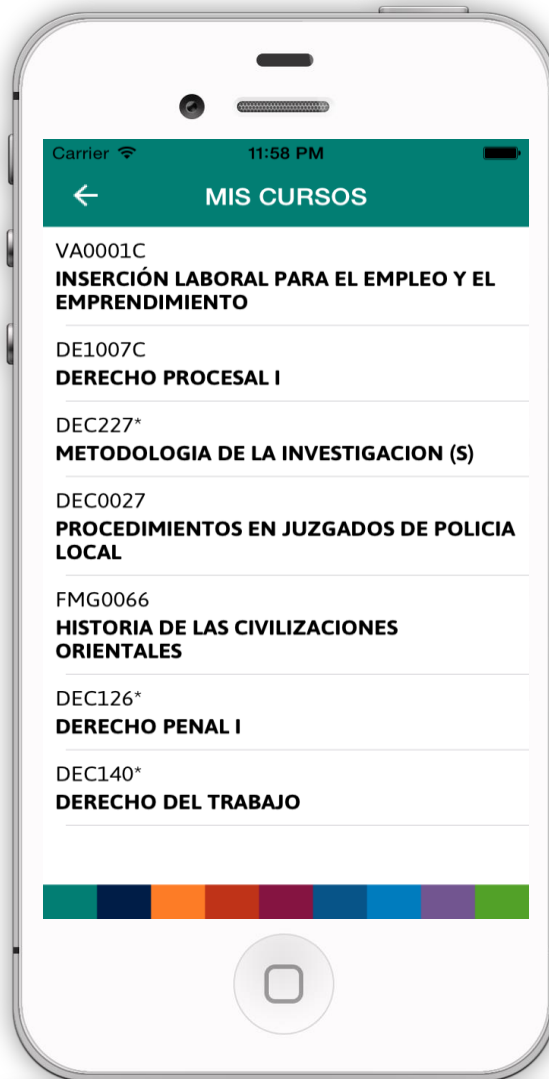 Carrier 11:58 PM
MIS CURSOS
VA0001C
INSERCIÓN LABORAL PARA EL EMPLEO Y EL
EMPRENDIMIENTO
DE1007C
DERECHO PROCESAL I
DEC227*
METODOLOGIA DE LA INVESTIGACION (S)
DEC0027
PROCEDIMIENTOS EN JUZGADOS DE POLICIA
LOCAL
FMG0066
HISTORIA DE LAS CIVILIZACIONES
ORIENTALES
DEC126*
DERECHO PENAL I
DEC140*
DERECHO DEL TRABAJO